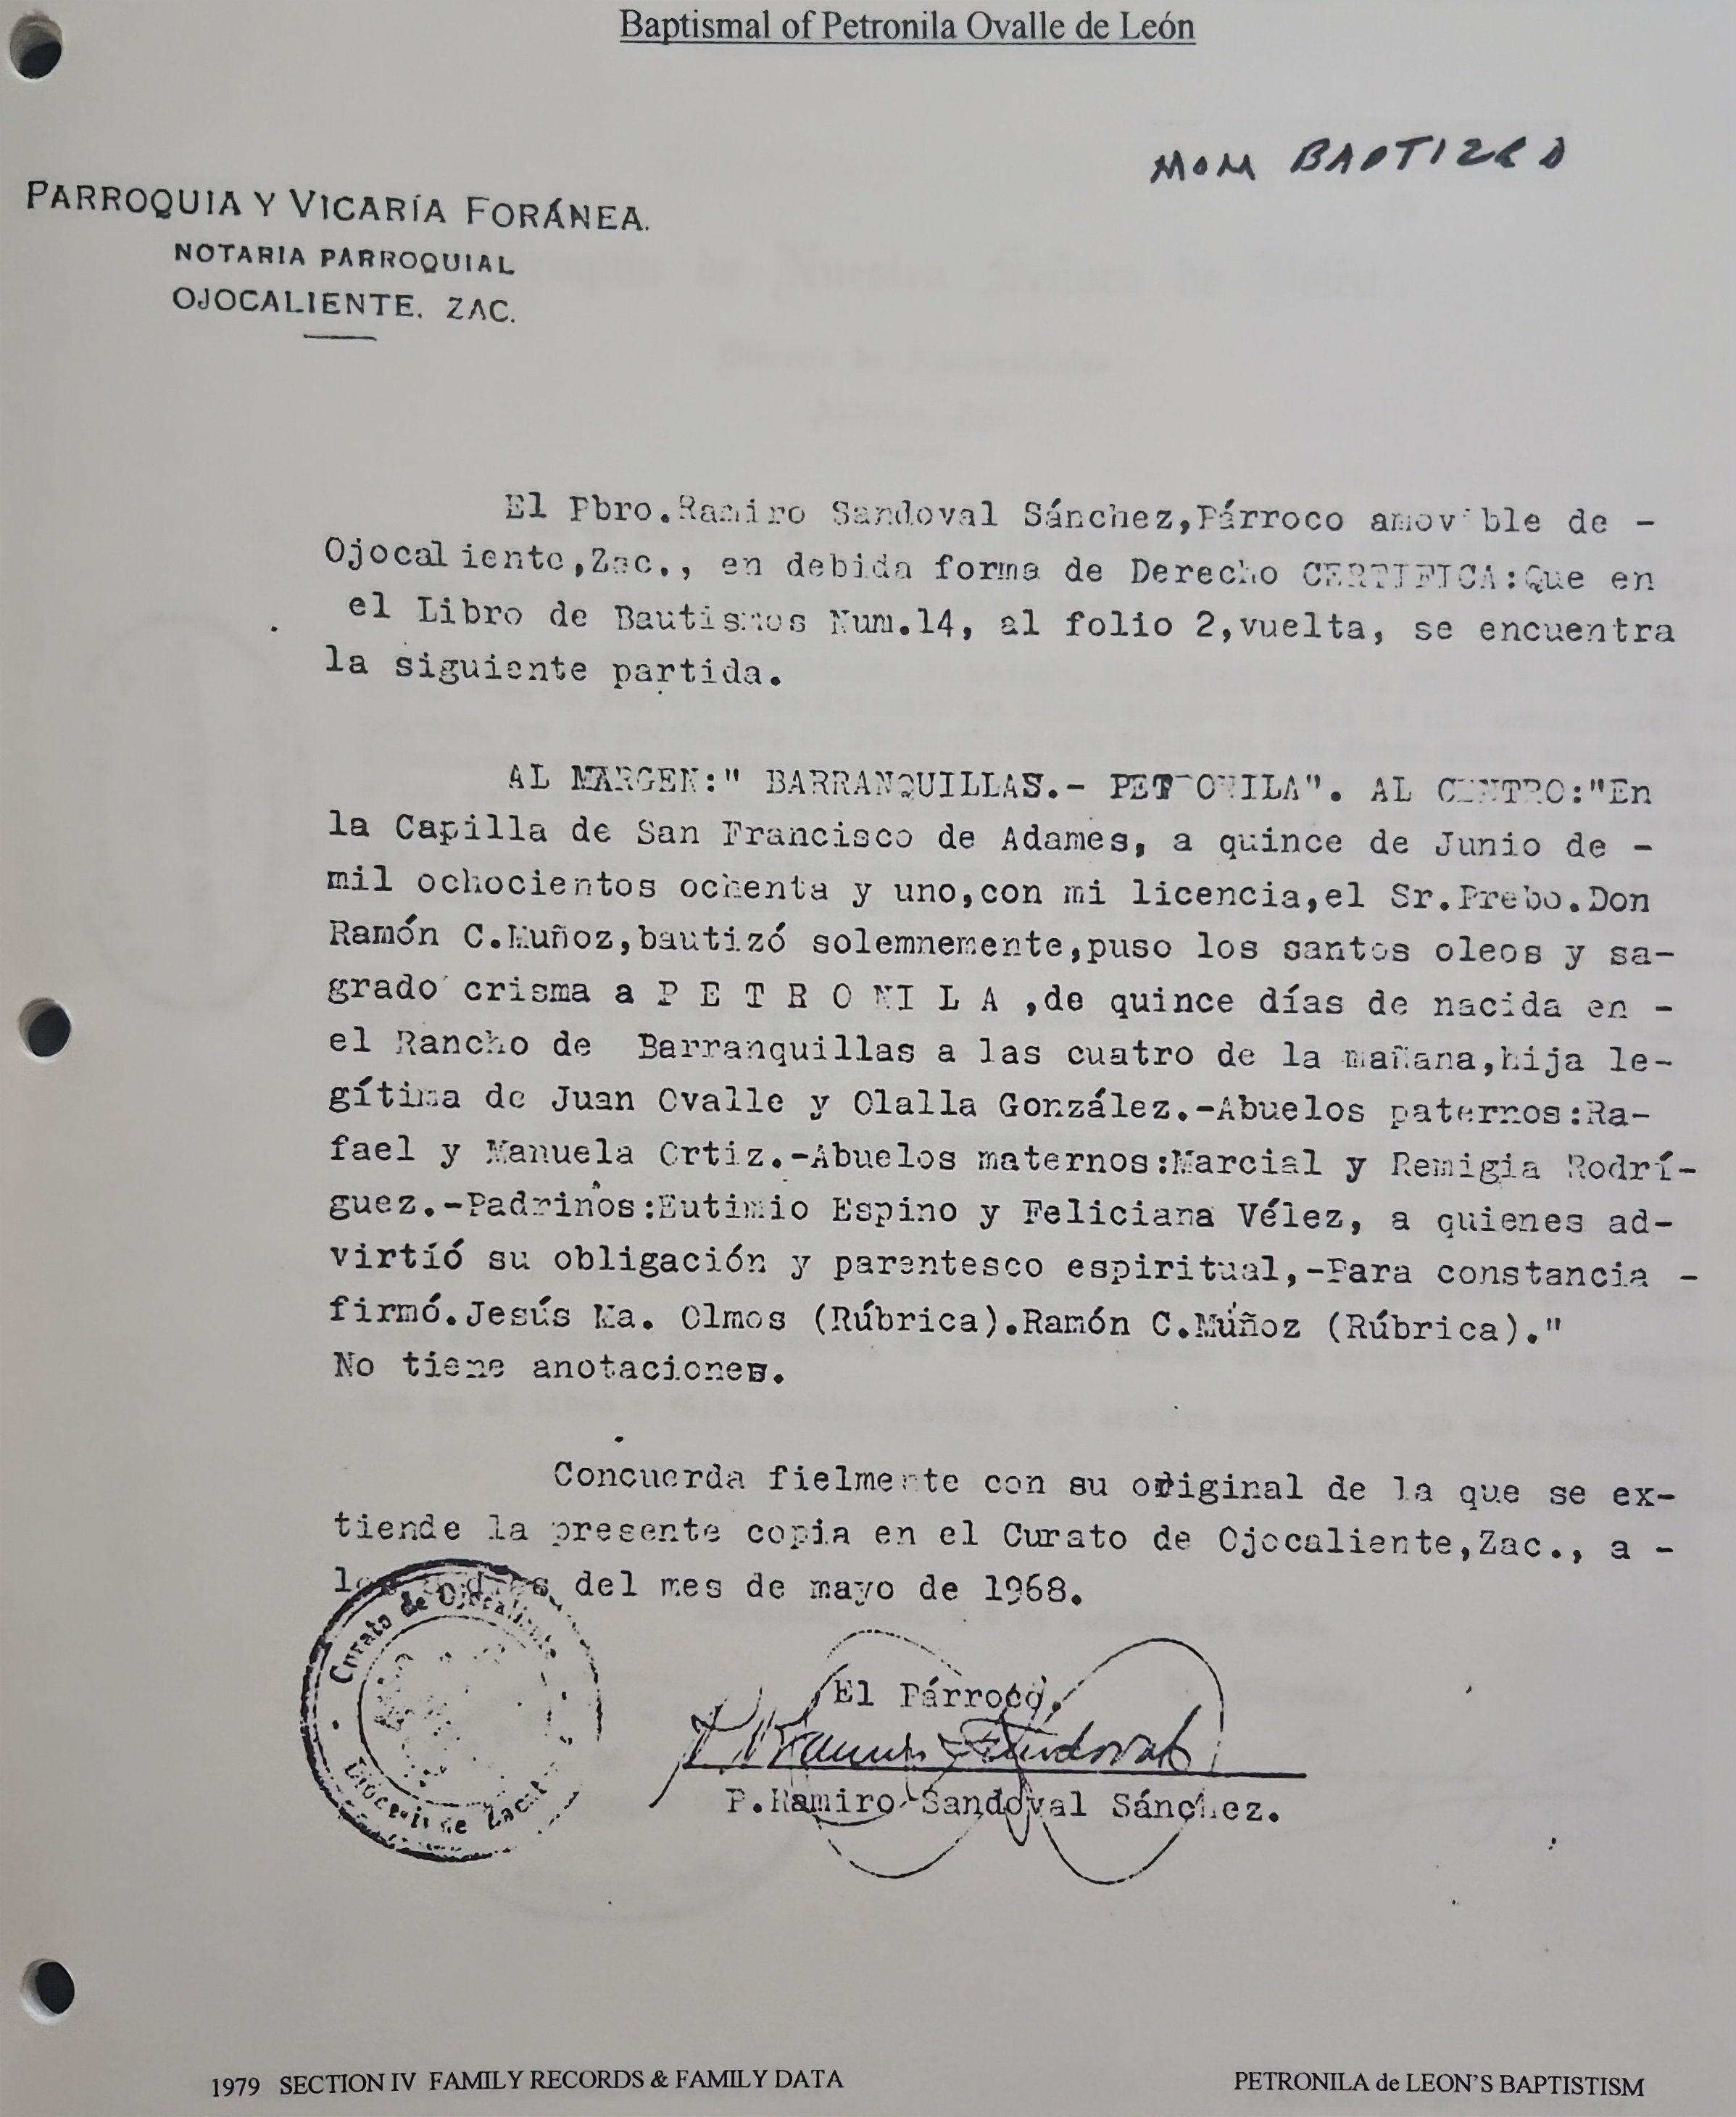 Baptismal of Petronila Ovalle de León
MOM BAPTIZED
PARROQUIA Y VICARÍA FORÁNEA.
NOTARIA PARROQUIAL
OJOCALIENTE, ZAC.
El Pbro.Ramiro Sandoval Sánchez,Párroco amovible de -
Ojocaliente,Zac., en debida forma de Derecho CERTIFICA:Que en
el Libro de Bautismos Num.14, al folio 2,vuelta, se encuentra
la siguiente partida.
AL MARGEN:" BARRANQUILLAS.- PETRONILA". AL CENTRO:"En
la Capilla de San Francisco de Adames, a quince de Junio de -
mil ochocientos ochenta y uno,con mi licencia,el Sr.Prebo.Don
Ramón C.Muñoz,bautizó solemnemente,puso los santos oleos y sa-
grado crisma a P E T R O N I L A ,de quince días de nacida en -
el Rancho de Barranquillas a las cuatro de la mañana,hija le-
gítima de Juan Ovalle y Olalla González.-Abuelos paternos:Ra-
fael y Manuela Ortiz.-Abuelos maternos:Marcial y Remigia Rodrí-
guez.-Padrinos:Eutimio Espino y Feliciana Vélez, a quienes ad-
virtió su obligación y parentesco espiritual,-Para constancia -
firmó.Jesús Ma. Olmos (Rúbrica).Ramón C.Múñoz (Rúbrica)."
No tiene anotaciones.
Concuerda fielmente con su original de la que se ex-
tiende la presente copia en el Curato de Ojocaliente,Zac., a -
los días del mes de mayo de 1968.
Curato de Ojocaliente
Diócesis de Zacat
El Párroco.
P. Ramiro Sandoval
P.Ramiro Sandoval Sánchez.
1979 SECTION IV FAMILY RECORDS & FAMILY DATA
PETRONILA de LEON'S BAPTISTISM